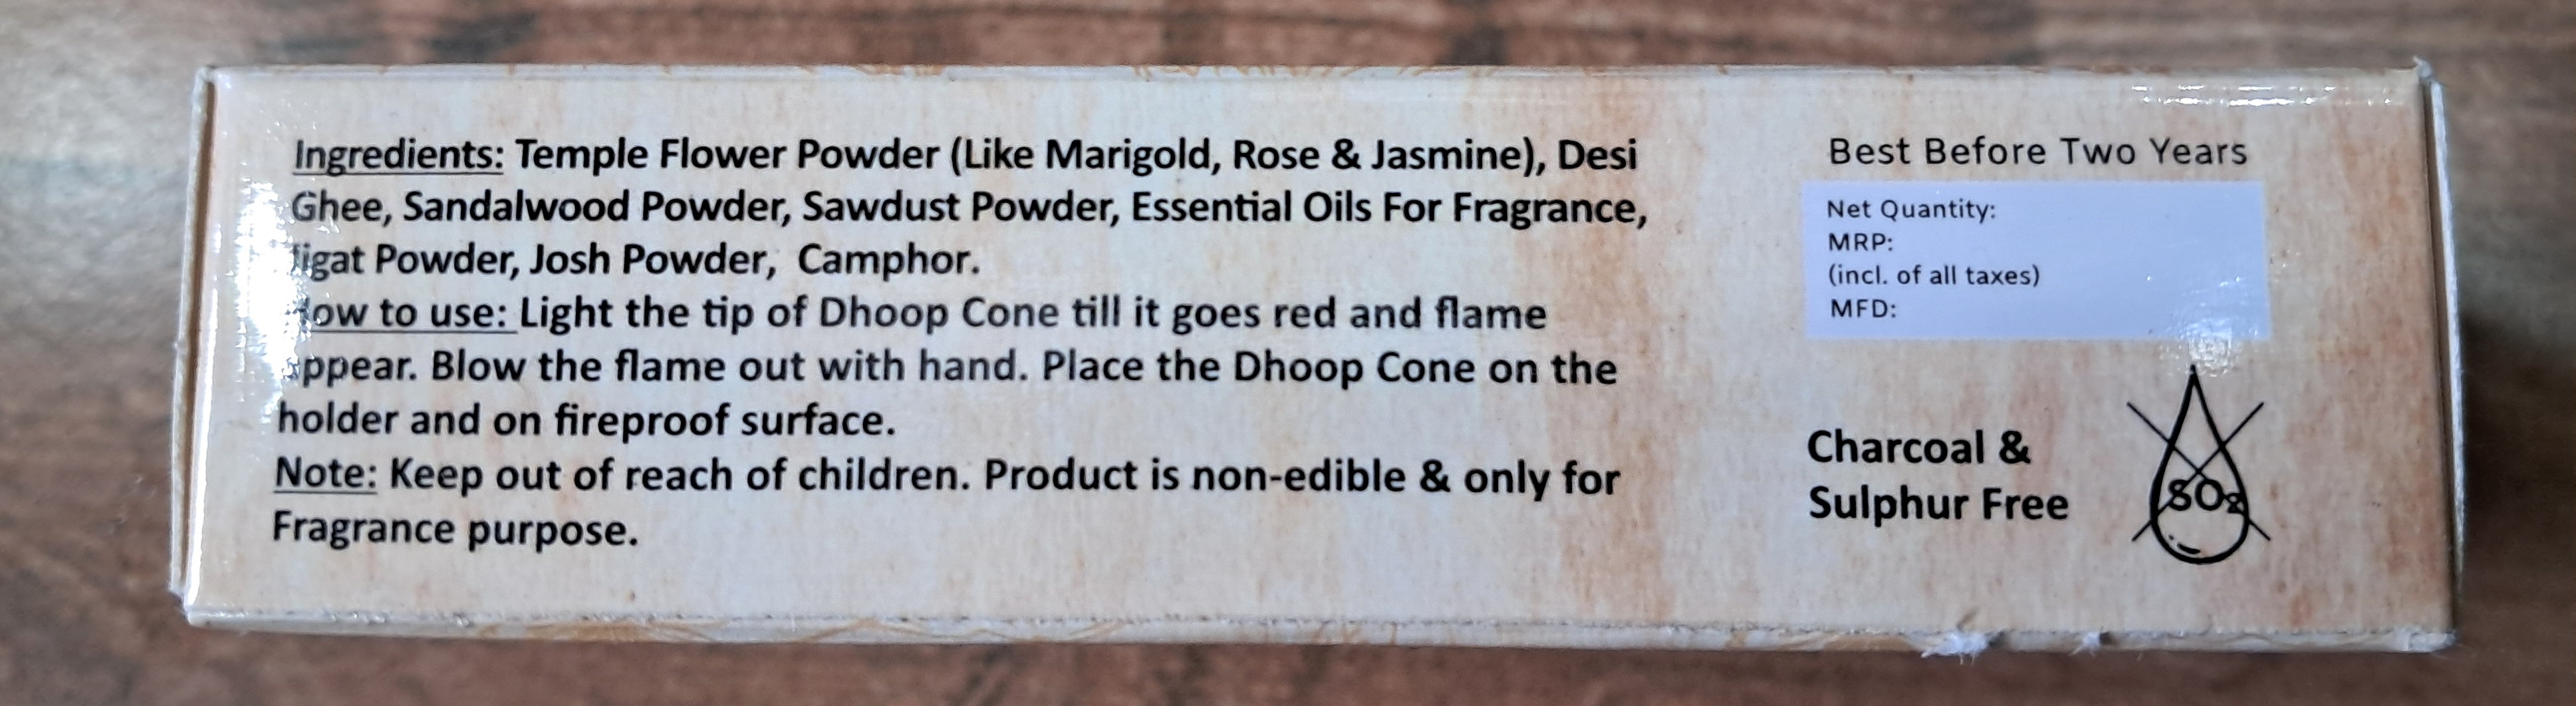 Ingredients: Temple Flower Powder (Like Marigold, Rose & Jasmine), Desi
Ghee, Sandalwood Powder, Sawdust Powder, Essential Oils For Fragrance,
Powder, Josh Powder, Camphor.
How to use: Light the tip of Dhoop Cone till it goes red and flame
appear. Blow the flame out with hand. Place the Dhoop Cone on the
holder and on fireproof surface.
Note: Keep out of reach of children. Product is non-edible & only for
Fragrance purpose.
Best Before Two Years
Net Quantity:
MRP:
(incl. of all taxes)
MFD:
Charcoal &
Sulphur Free
SO₂